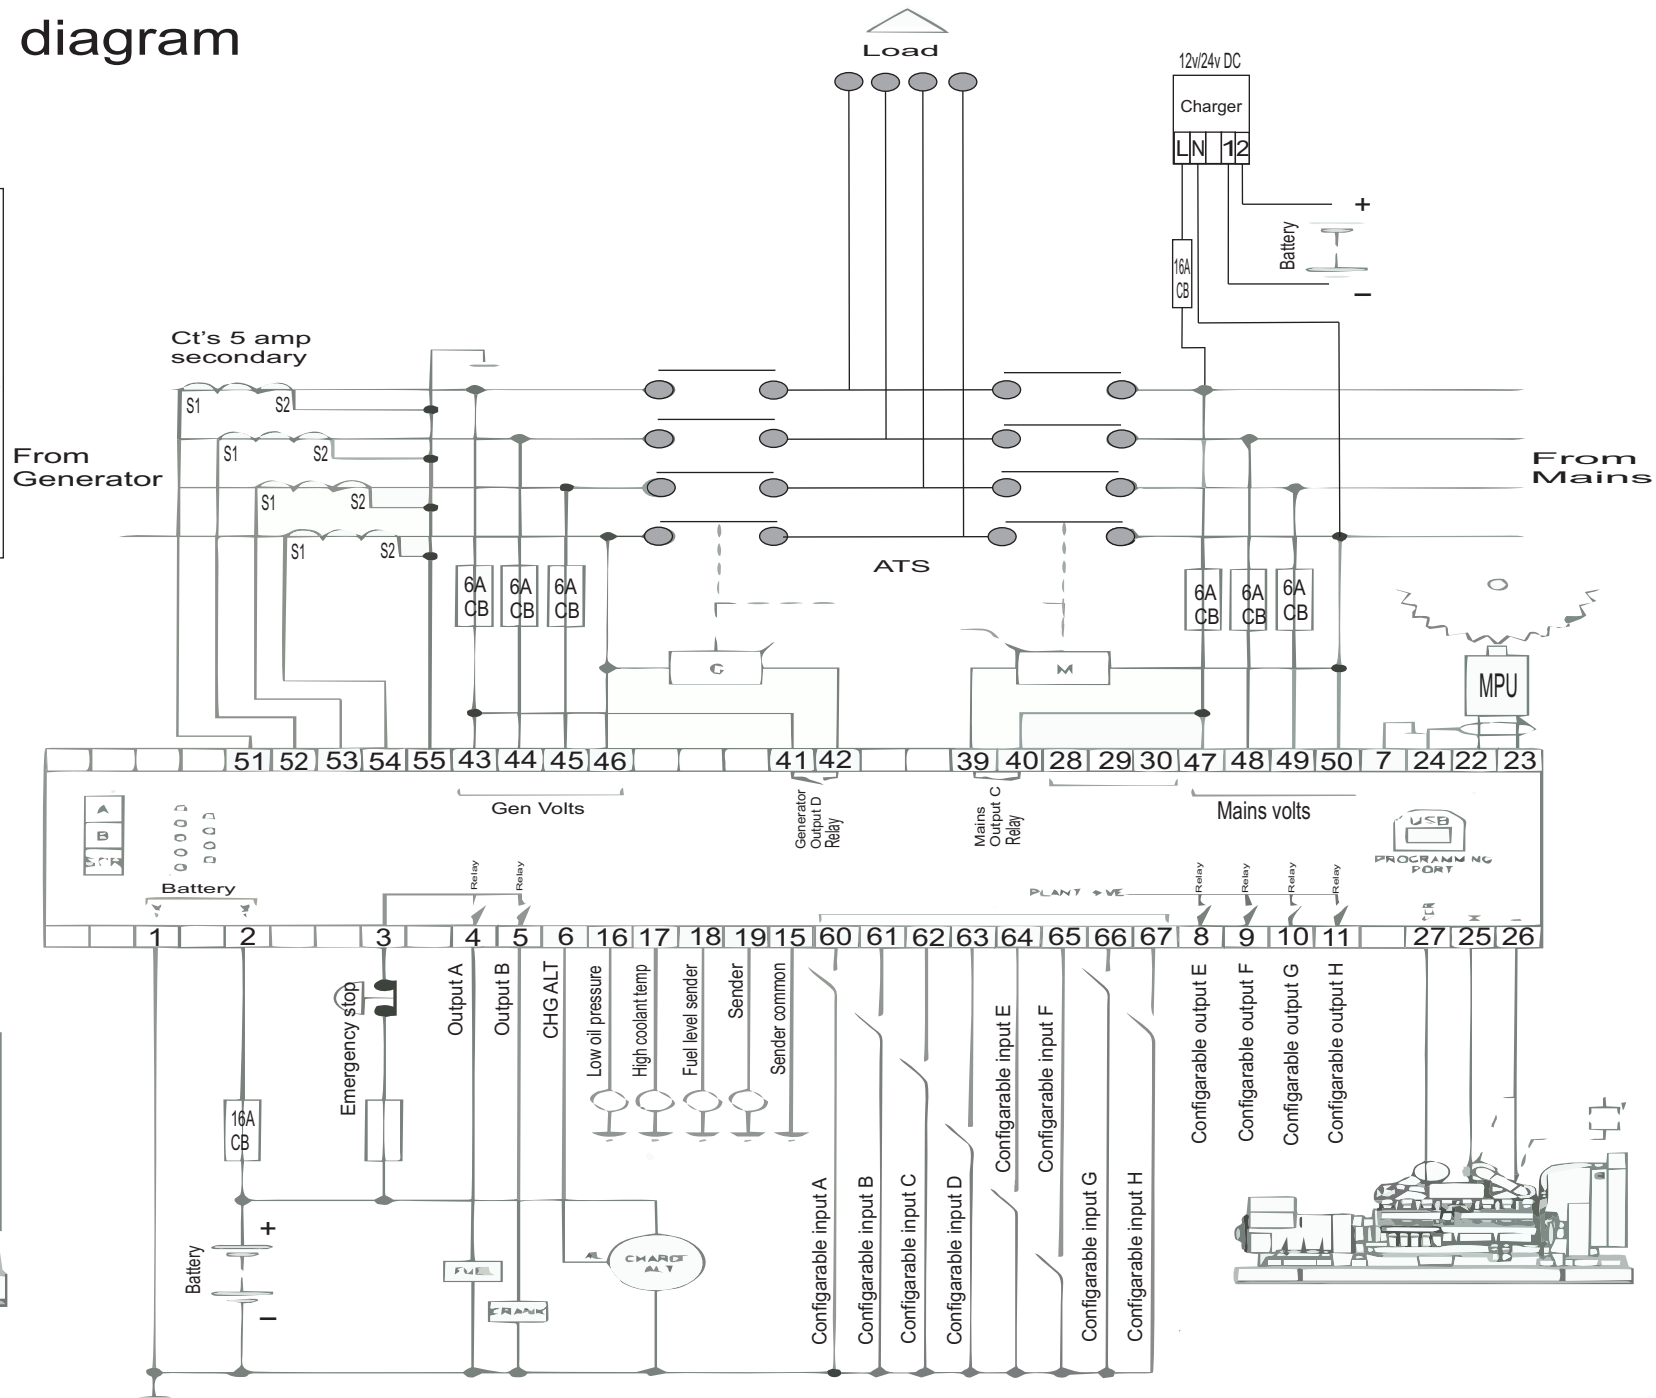 diagram
Load
12v/24v DC
Charger
L N 1 2
+
Battery
16A
CB
–
Ct's 5 amp
secondary
S1 S2
S1 S2
From
Generator
From
Mains
S1 S2
S1 S2
ATS
6A
CB
6A
CB
6A
CB
6A
CB
6A
CB
6A
CB
G
M
MPU
51 52 53 54 55 43 44 45 46 41 42 39 40 28 29 30 47 48 49 50 7 24 22 23
Gen Volts
Generator
Output D
Relay
Mains
Output C
Relay
Mains volts
A
B
SCR
USB
PROGRAMM NG
PORT
Battery
Relay
Relay
PLANT +VE
Relay
Relay
Relay
Relay
1 2 3 4 5 6 16 17 18 19 15 60 61 62 63 64 65 66 67 8 9 10 11 27 25 26
Emergency stop
Output A
Output B
CHG ALT
Low oil pressure
High coolant temp
Fuel level sender
Sender
Sender common
Configarable input A
Configarable input B
Configarable input C
Configarable input D
Configarable input E
Configarable input F
Configarable input G
Configarable input H
Configarable output E
Configarable output F
Configarable output G
Configarable output H
16A
CB
+
Battery
–
FUEL
CRANK
CHARGE
ALT